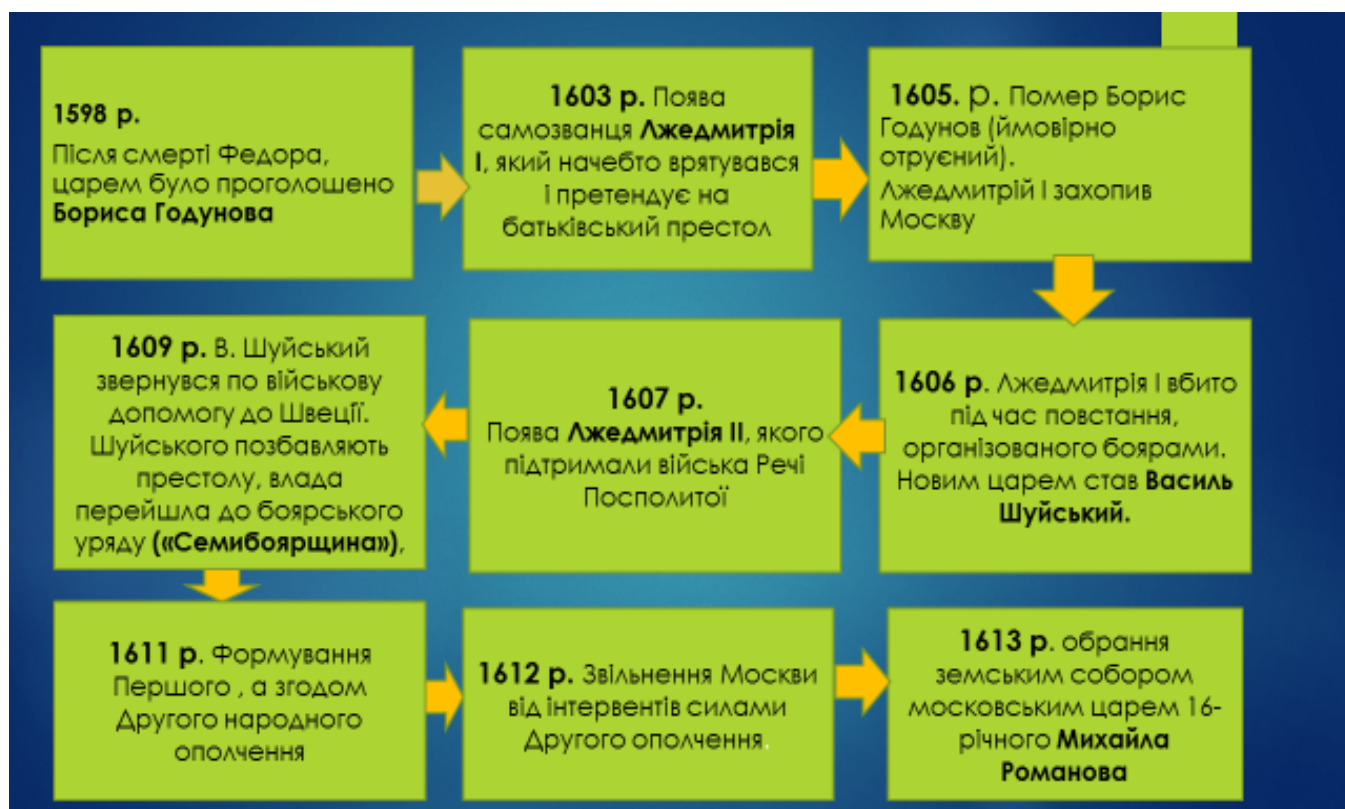 1598 р.
Після смерті Федора,
царем було проголошено
Бориса Годунова
1603 р. Поява
самозванця Лжедмитрія
І, який начебто врятувався
і претендує на
батьківський престол
1605. р. Помер Борис
Годунов (ймовірно
отруєний).
Лжедмитрій І захопив
Москву
1606 р. Лжедмитрія І вбито
під час повстання,
організованого боярами.
Новим царем став Василь
Шуйський.
1607 р.
Поява Лжедмитрія ІІ, якого
підтримали війська Речі
Посполитої
1609 р. В. Шуйський
звернувся по військову
допомогу до Швеції.
Шуйського позбавляють
престолу, влада
перейшла до боярського
уряду («Семибоярщина»),
1611 р. Формування
Першого , а згодом
Другого народного
ополчення
1612 р. Звільнення Москви
від інтервентів силами
Другого ополчення.
1613 р. обрання
земським собором
московським царем 16-
річного Михайла
Романова